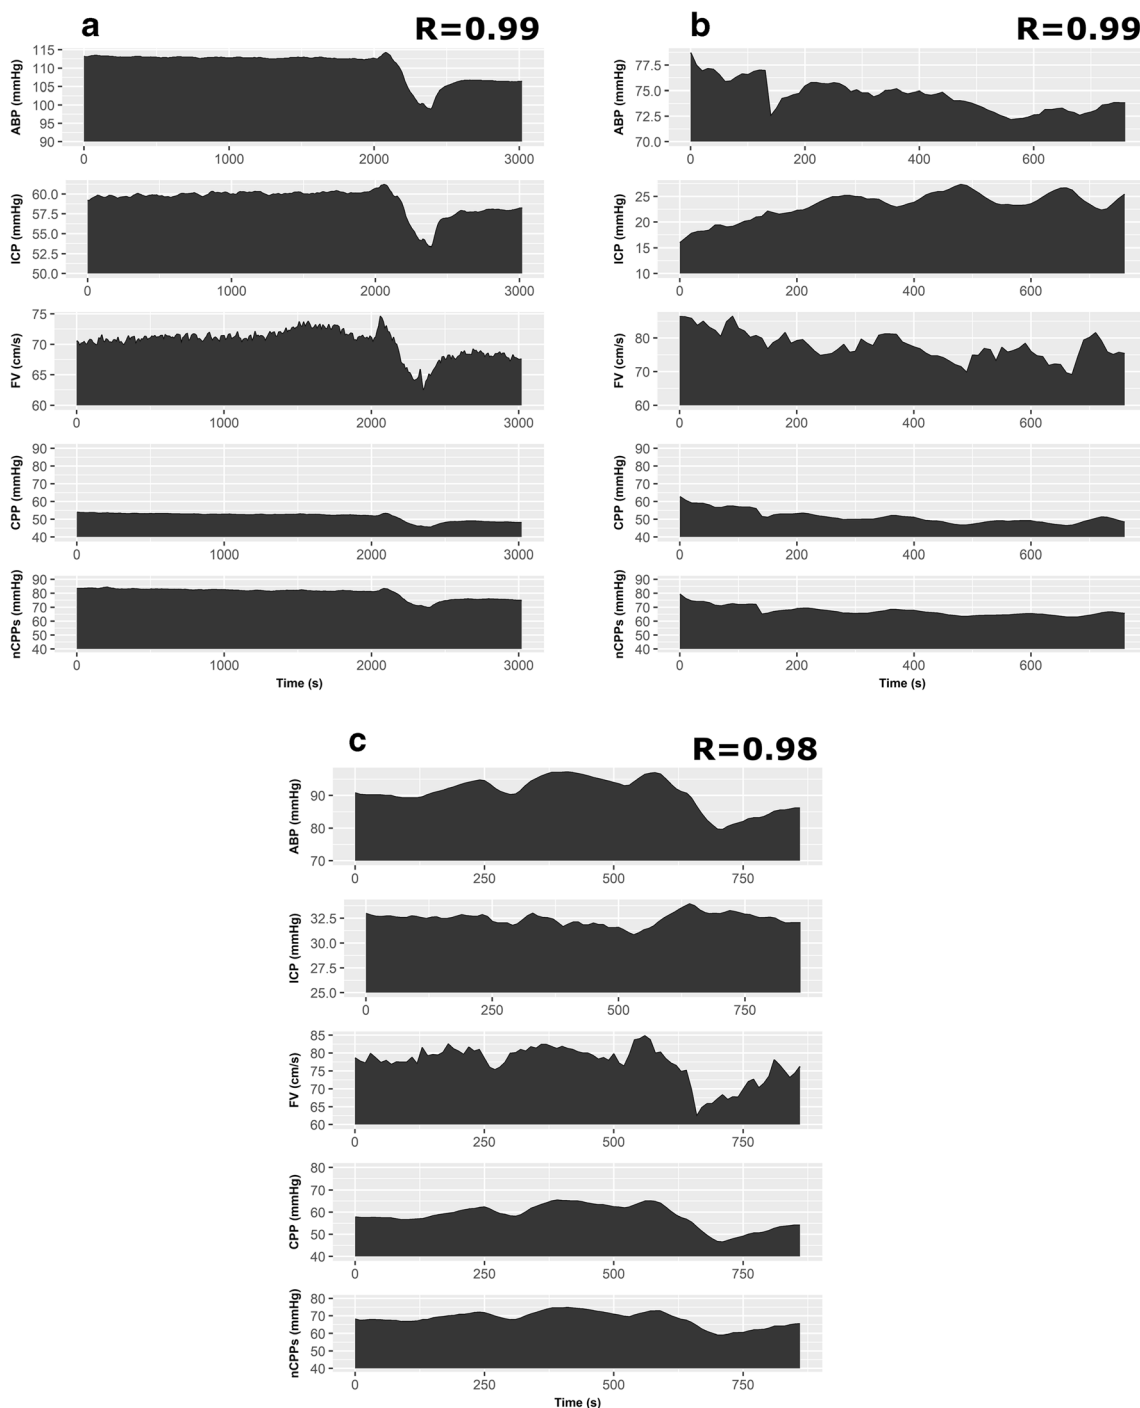 a R=0.99
ABP (mmHg)
115
110
105
100
95
90
0 1000 2000 3000
ICP (mmHg)
60.0
57.5
55.0
52.5
50.0
0 1000 2000 3000
FV (cm/s)
75
70
65
60
0 1000 2000 3000
CPP (mmHg)
90
80
70
60
50
40
0 1000 2000 3000
nCPPs (mmHg)
90
80
70
60
50
40
0 1000 2000 3000
Time (s)
b R=0.99
ABP (mmHg)
77.5
75.0
72.5
70.0
0 200 400 600
ICP (mmHg)
25
20
15
10
0 200 400 600
FV (cm/s)
80
70
60
0 200 400 600
CPP (mmHg)
90
80
70
60
50
40
0 200 400 600
nCPPs (mmHg)
90
80
70
60
50
40
0 200 400 600
Time (s)
c R=0.98
ABP (mmHg)
90
80
70
0 250 500 750
ICP (mmHg)
32.5
30.0
27.5
25.0
0 250 500 750
FV (cm/s)
85
80
75
70
65
60
0 250 500 750
CPP (mmHg)
80
70
60
50
40
0 250 500 750
nCPPs (mmHg)
80
70
60
50
40
0 250 500 750
Time (s)